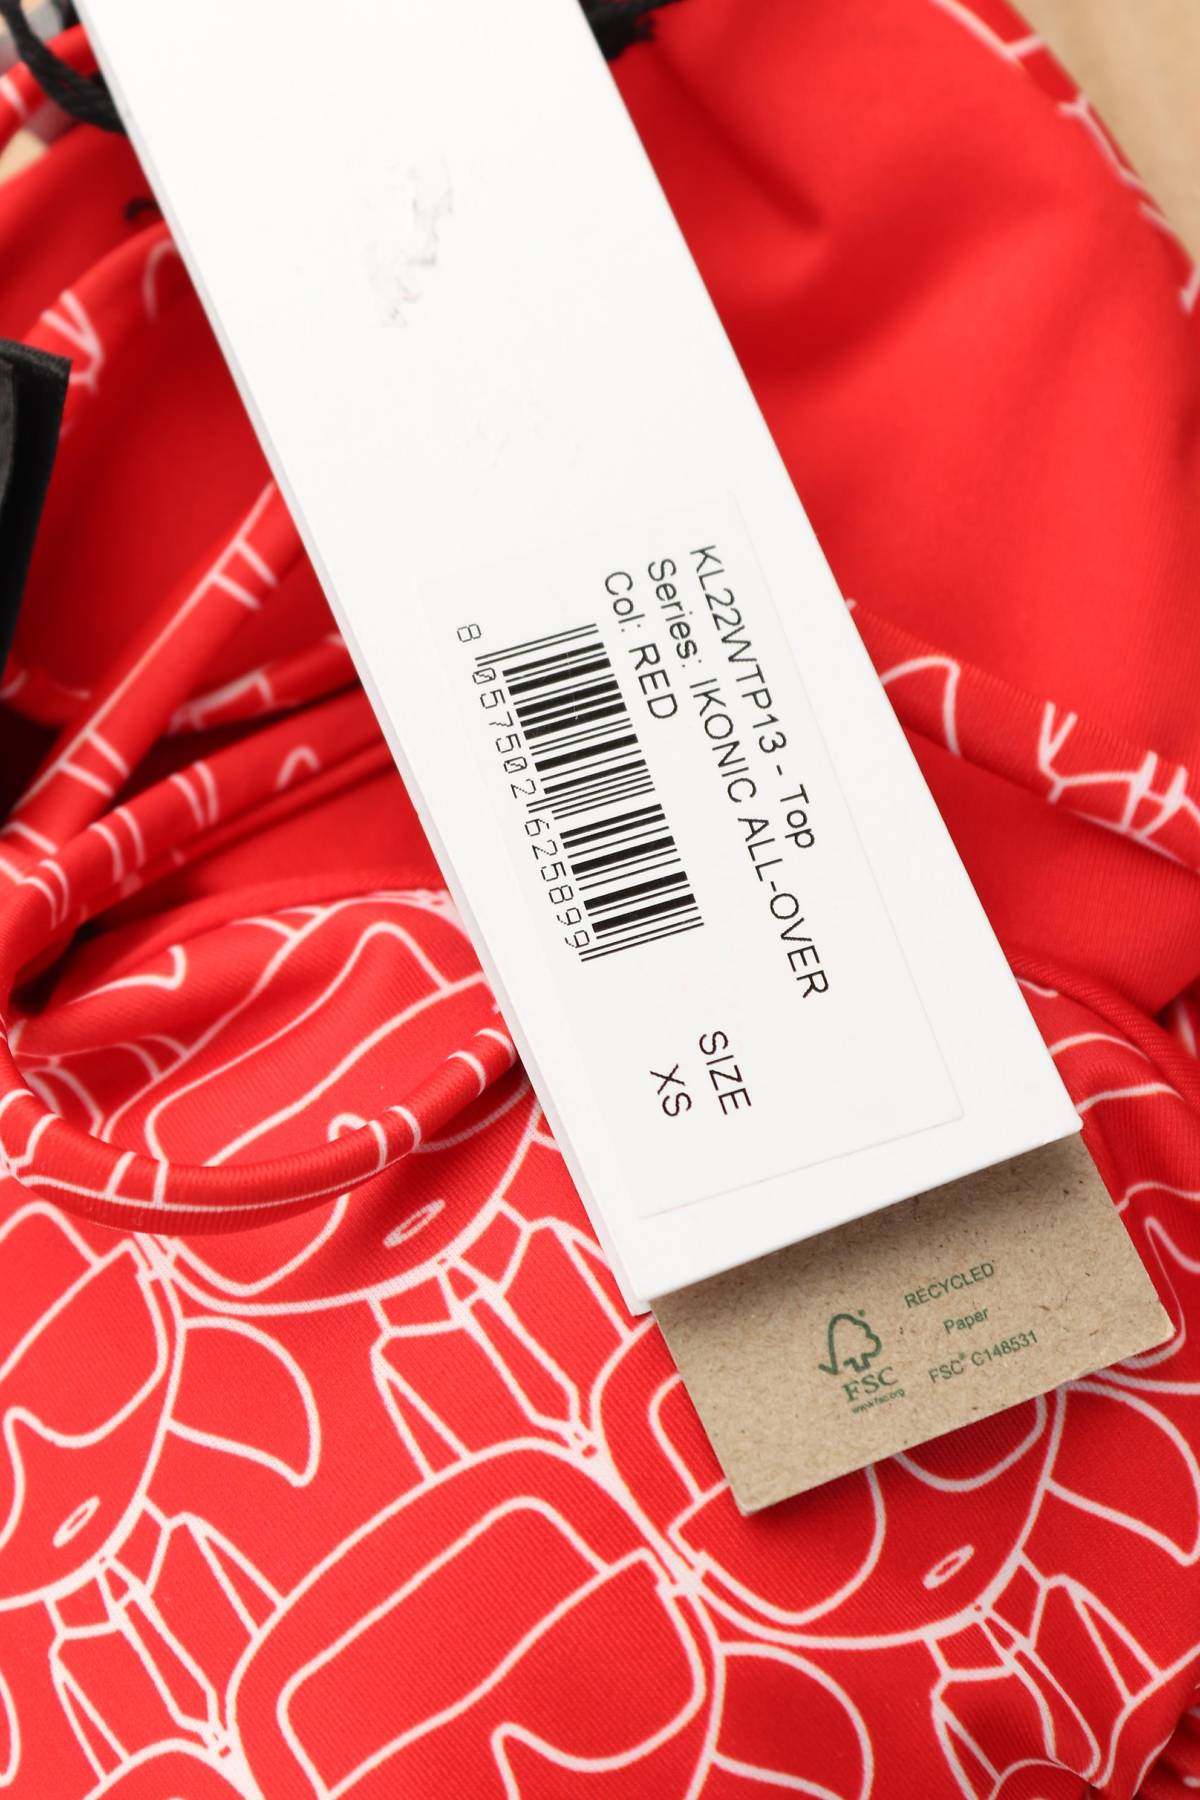 KL22WTP13 - Top
Series: IKONIC ALL-OVER
Col: RED
8 057502 625899
SIZE
XS
RECYCLED
Paper
FSC® C148531
FSC®
www.fsc.org